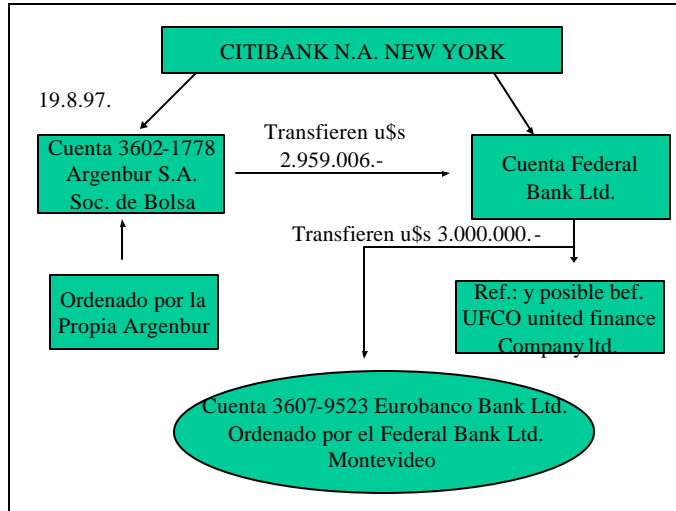 CITIBANK N.A. NEW YORK
19.8.97.
Cuenta 3602-1778
Argenbur S.A.
Soc. de Bolsa
Transfieren u$s
2.959.006.-
Cuenta Federal
Bank Ltd.
Transfieren u$s 3.000.000.-
Ordenado por la
Propia Argenbur
Ref.: y posible bef.
UFCO united finance
Company ltd.
Cuenta 3607-9523 Eurobanco Bank Ltd.
Ordenado por el Federal Bank Ltd.
Montevideo